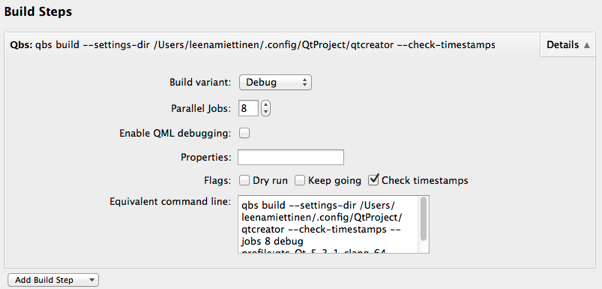 Build Steps
Qbs: qbs build --settings-dir /Users/leenamiettinen/.config/QtProject/qtcreator --check-timestamps
Details
Build variant: Debug
Parallel Jobs: 8
Enable QML debugging:
Properties:
Flags: Dry run Keep going Check timestamps
Equivalent command line: qbs build --settings-dir /Users/
leenamiettinen/.config/QtProject/
qtcreator --check-timestamps --
jobs 8 debug
profile:qtc_Qt_5_3_1_clang_64
Add Build Step